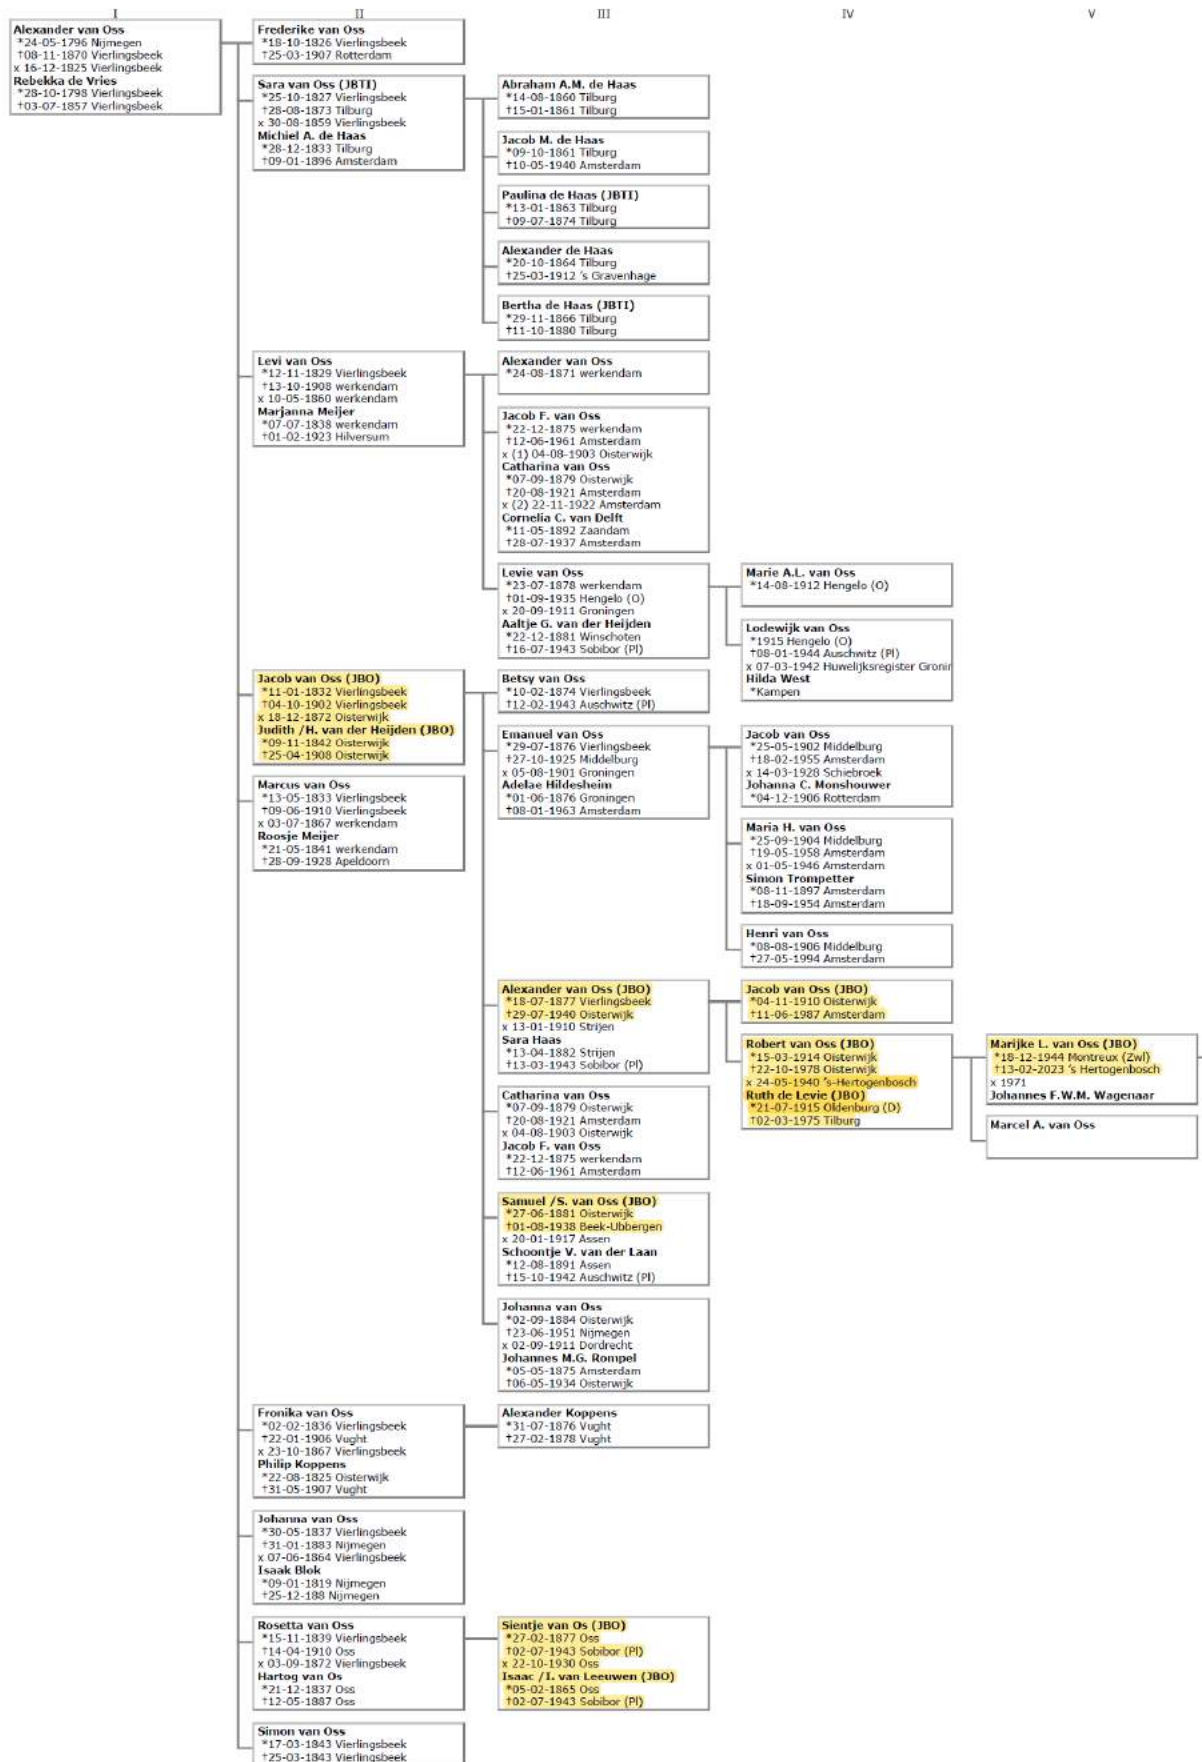 I
II
III
IV
V
Alexander van Oss
*24-05-1796 Nijmegen
†08-11-1870 Vierlingsbeek
x 16-12-1825 Vierlingsbeek
Rebekka de Vries
*28-10-1798 Vierlingsbeek
†03-07-1857 Vierlingsbeek
Frederike van Oss
*18-10-1826 Vierlingsbeek
†25-03-1907 Rotterdam
Sara van Oss (JBTI)
*25-10-1827 Vierlingsbeek
†28-08-1873 Tilburg
x 30-08-1859 Vierlingsbeek
Michiel A. de Haas
*28-12-1833 Tilburg
†09-01-1896 Amsterdam
Abraham A.M. de Haas
*14-08-1860 Tilburg
†15-01-1861 Tilburg
Jacob M. de Haas
*09-10-1861 Tilburg
†10-05-1940 Amsterdam
Paulina de Haas (JBTI)
*13-01-1863 Tilburg
†09-07-1874 Tilburg
Alexander de Haas
*20-10-1864 Tilburg
†25-03-1912 's Gravenhage
Bertha de Haas (JBTI)
*29-11-1866 Tilburg
†11-10-1880 Tilburg
Levi van Oss
*12-11-1829 Vierlingsbeek
†13-10-1908 werkendam
x 10-05-1860 werkendam
Marjanna Meijer
*07-07-1838 werkendam
†01-02-1923 Hilversum
Alexander van Oss
*24-08-1871 werkendam
Jacob F. van Oss
*22-12-1875 werkendam
†12-06-1961 Amsterdam
x (1) 04-08-1903 Oisterwijk
Catharina van Oss
*07-09-1879 Oisterwijk
†20-08-1921 Amsterdam
x (2) 22-11-1922 Amsterdam
Cornelia C. van Delft
*11-05-1892 Zaandam
†28-07-1937 Amsterdam
Levie van Oss
*23-07-1878 werkendam
†01-09-1935 Hengelo (O)
x 20-09-1911 Groningen
Aaltje G. van der Heijden
*22-12-1881 Winschoten
†16-07-1943 Sobibor (Pl)
Marie A.L. van Oss
*14-08-1912 Hengelo (O)
Lodewijk van Oss
*1915 Hengelo (O)
†08-01-1944 Auschwitz (Pl)
x 07-03-1942 Huwelijksregister Gronin
Hilda West
*Kampen
Jacob van Oss (JBO)
*11-01-1832 Vierlingsbeek
†04-10-1902 Vierlingsbeek
x 18-12-1872 Oisterwijk
Judith /H. van der Heijden (JBO)
*09-11-1842 Oisterwijk
†25-04-1908 Oisterwijk
Betsy van Oss
*10-02-1874 Vierlingsbeek
†12-02-1943 Auschwitz (Pl)
Emanuel van Oss
*29-07-1876 Vierlingsbeek
†27-10-1925 Middelburg
x 05-08-1901 Groningen
Adelae Hildesheim
*01-06-1876 Groningen
†08-01-1963 Amsterdam
Jacob van Oss
*25-05-1902 Middelburg
†18-02-1955 Amsterdam
x 14-03-1928 Schiebroek
Johanna C. Monshouwer
*04-12-1906 Rotterdam
Marcus van Oss
*13-05-1833 Vierlingsbeek
†09-06-1910 Vierlingsbeek
x 03-07-1867 werkendam
Roosje Meijer
*21-05-1841 werkendam
†28-09-1928 Apeldoorn
Maria H. van Oss
*25-09-1904 Middelburg
†19-05-1958 Amsterdam
x 01-05-1946 Amsterdam
Simon Trompetter
*08-11-1897 Amsterdam
†18-09-1954 Amsterdam
Henri van Oss
*08-08-1906 Middelburg
†27-05-1994 Amsterdam
Alexander van Oss (JBO)
*18-07-1877 Vierlingsbeek
†29-07-1940 Oisterwijk
x 13-01-1910 Strijen
Sara Haas
*13-04-1882 Strijen
†13-03-1943 Sobibor (Pl)
Jacob van Oss (JBO)
*04-11-1910 Oisterwijk
†11-06-1987 Amsterdam
Robert van Oss (JBO)
*15-03-1914 Oisterwijk
†22-10-1978 Oisterwijk
x 24-05-1940 's-Hertogenbosch
Ruth de Levie (JBO)
*21-07-1915 Oldenburg (D)
†02-03-1975 Tilburg
Marijke L. van Oss (JBO)
*18-12-1944 Montreux (Zwl)
†13-02-2023 's Hertogenbosch
x 1971
Johannes F.W.M. Wagenaar
Marcel A. van Oss
Catharina van Oss
*07-09-1879 Oisterwijk
†20-08-1921 Amsterdam
x 04-08-1903 Oisterwijk
Jacob F. van Oss
*22-12-1875 werkendam
†12-06-1961 Amsterdam
Samuel /S. van Oss (JBO)
*27-06-1881 Oisterwijk
†01-08-1938 Beek-Ubbergen
x 20-01-1917 Assen
Schoontje V. van der Laan
*12-08-1891 Assen
†15-10-1942 Auschwitz (Pl)
Johanna van Oss
*02-09-1884 Oisterwijk
†23-06-1951 Nijmegen
x 02-09-1911 Dordrecht
Johannes M.G. Rompel
*05-05-1875 Amsterdam
†06-05-1934 Oisterwijk
Fronika van Oss
*02-02-1836 Vierlingsbeek
†22-01-1906 Vught
x 23-10-1867 Vierlingsbeek
Philip Koppens
*22-08-1825 Oisterwijk
†31-05-1907 Vught
Alexander Koppens
*31-07-1876 Vught
†27-02-1878 Vught
Johanna van Oss
*30-05-1837 Vierlingsbeek
†31-01-1883 Nijmegen
x 07-06-1864 Vierlingsbeek
Isaak Blok
*09-01-1819 Nijmegen
†25-12-188 Nijmegen
Rosetta van Oss
*15-11-1839 Vierlingsbeek
†14-04-1910 Oss
x 03-09-1872 Vierlingsbeek
Hartog van Os
*21-12-1837 Oss
†12-05-1887 Oss
Sientje van Os (JBO)
*27-02-1877 Oss
†02-07-1943 Sobibor (Pl)
x 22-10-1930 Oss
Isaac /I. van Leeuwen (JBO)
*05-02-1865 Oss
†02-07-1943 Sobibor (Pl)
Simon van Oss
*17-03-1843 Vierlingsbeek
†25-03-1843 Vierlingsbeek